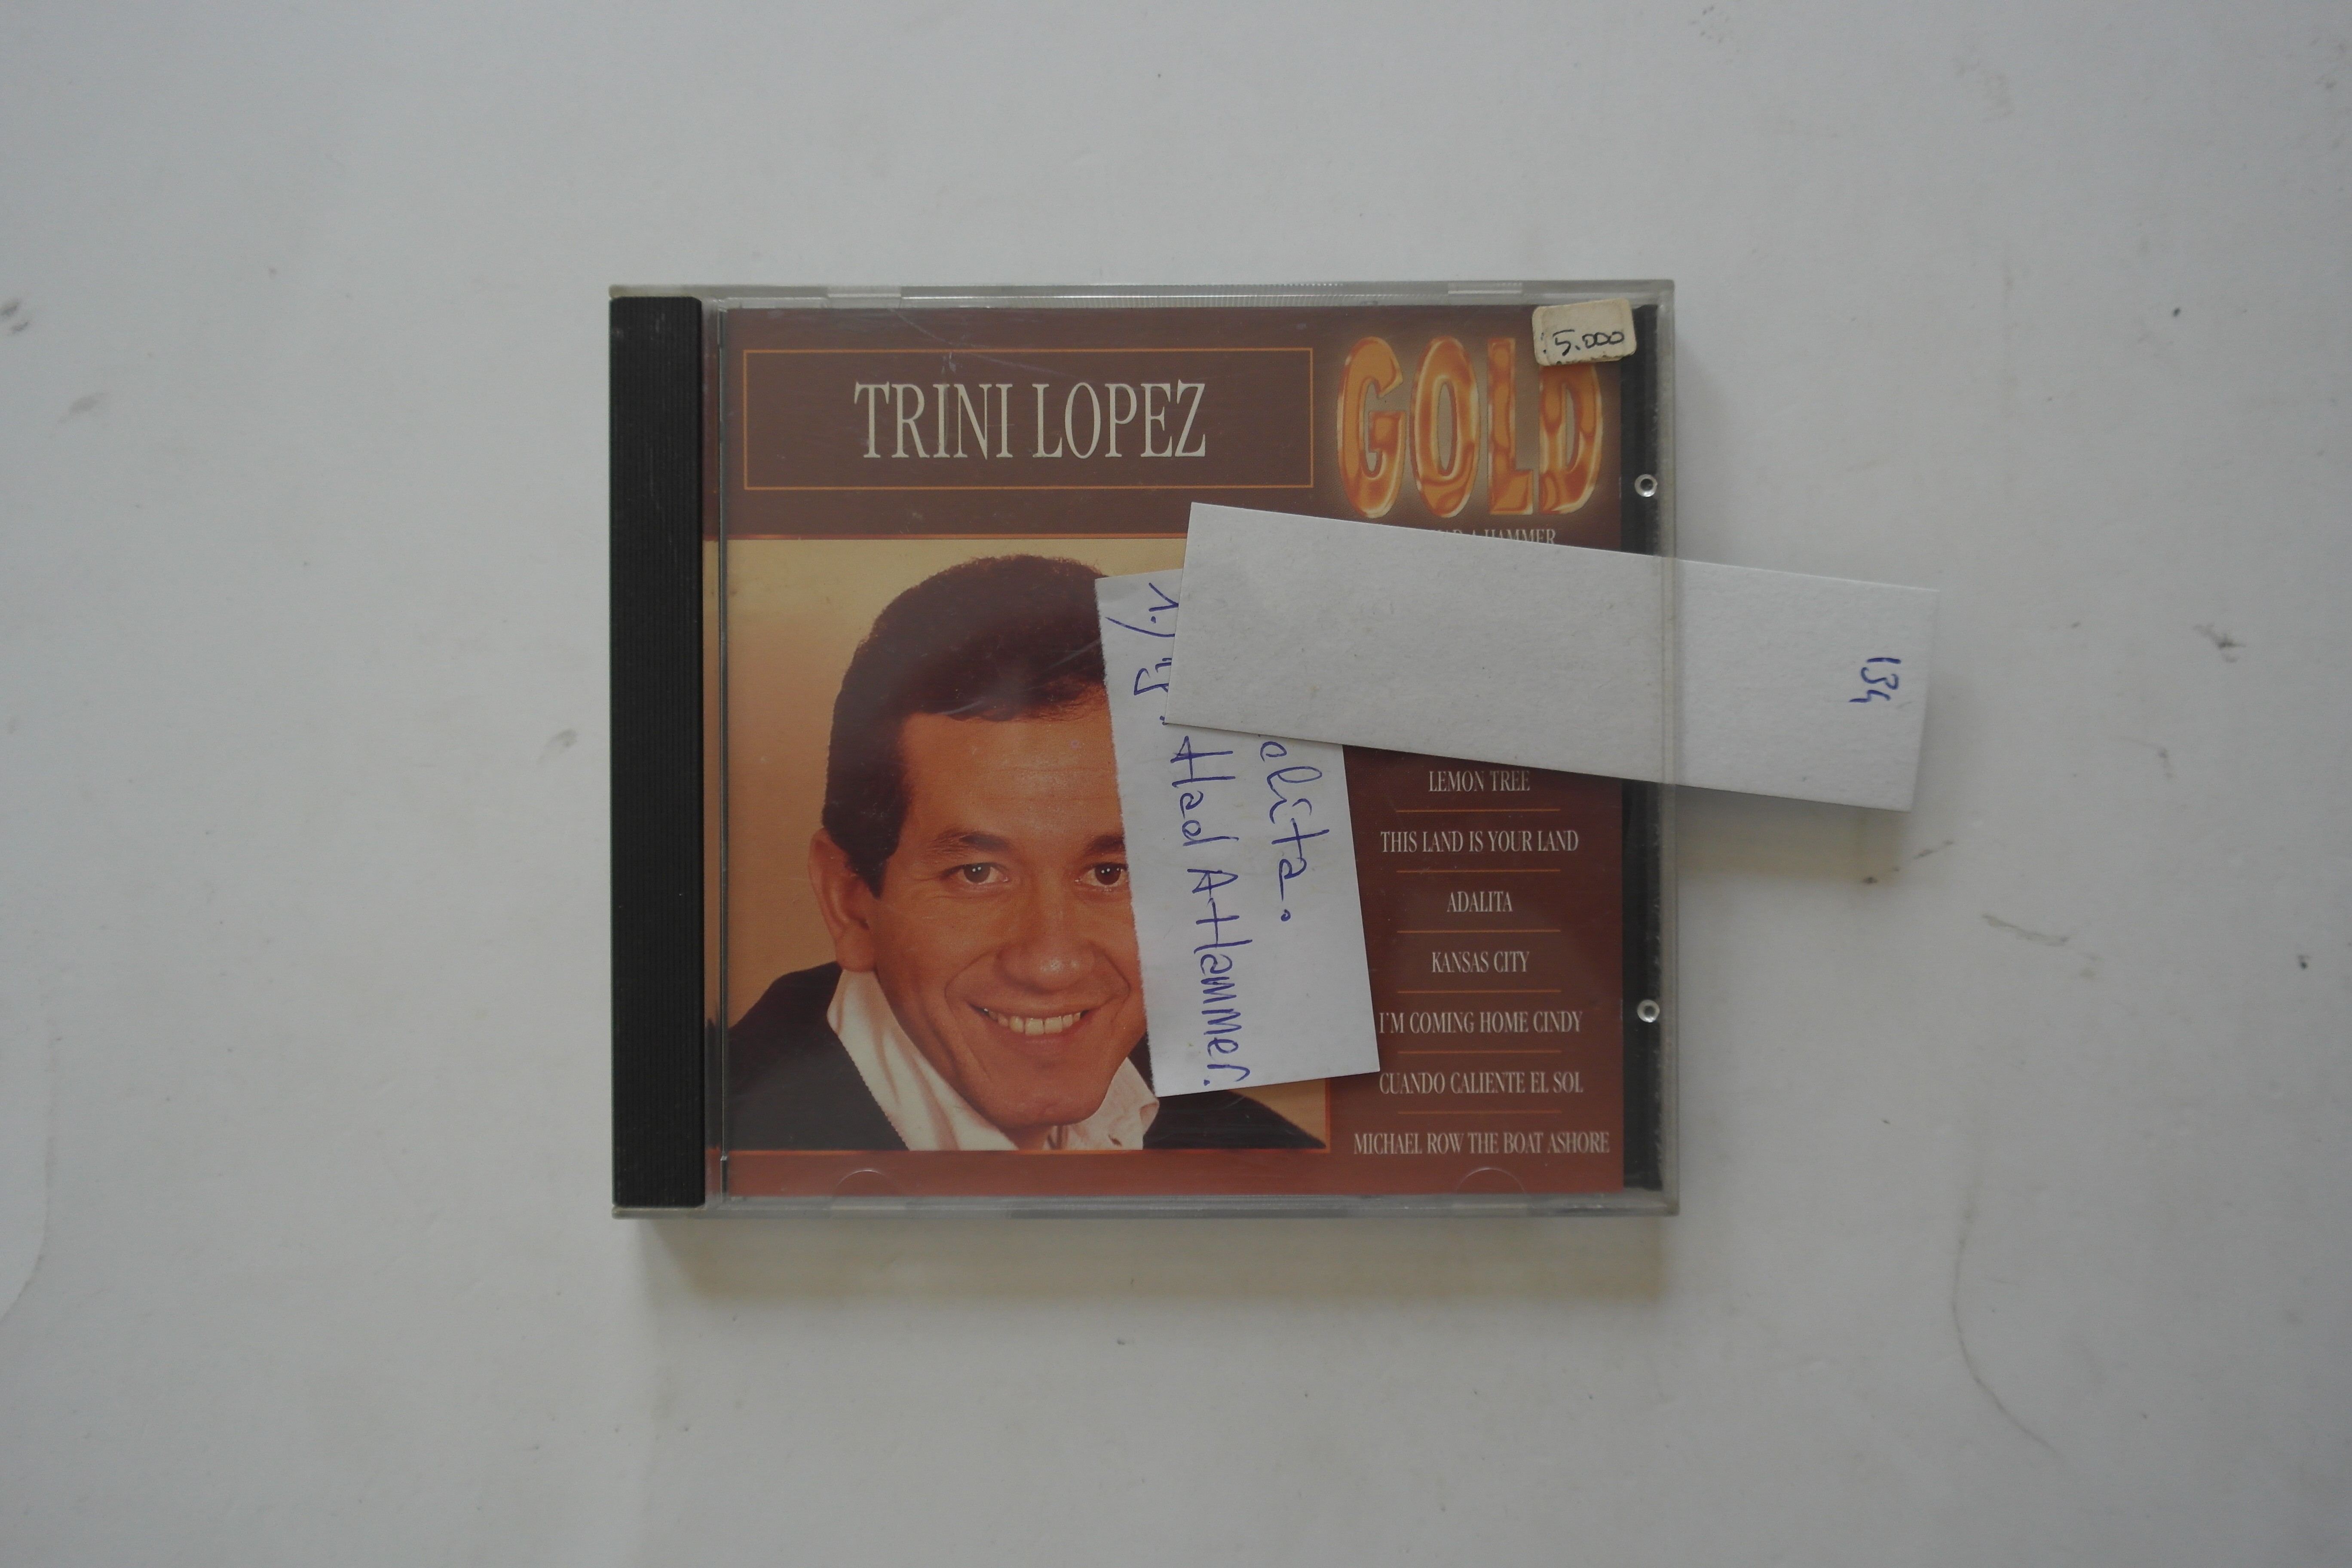 TRINI LOPEZ
GOLD
5.000
A HAMMER
LEMON TREE
THIS LAND IS YOUR LAND
ADALITA
KANSAS CITY
I'M COMING HOME CINDY
CUANDO CALIENTE EL SOL
MICHAEL ROW THE BOAT ASHORE
Had A Hammer.
134